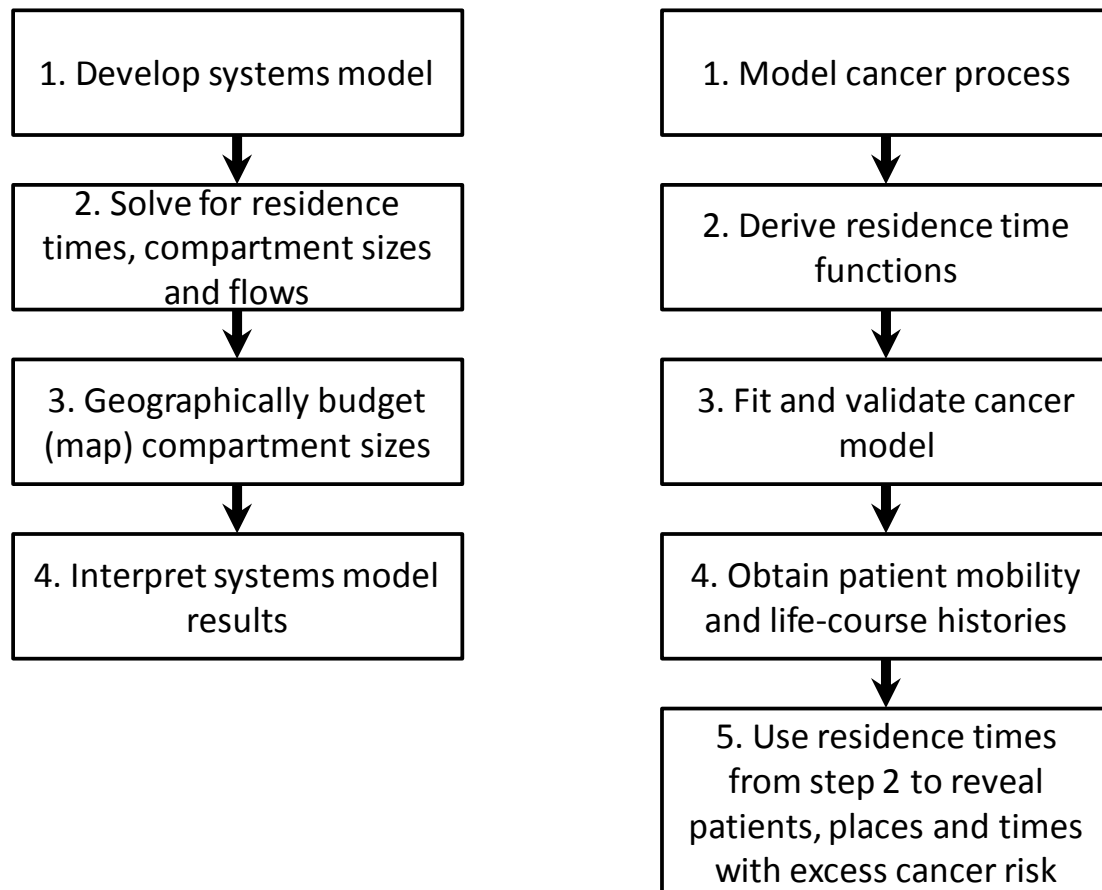 1. Develop systems model
2. Solve for residence
times, compartment sizes
and flows
3. Geographically budget
(map) compartment sizes
4. Interpret systems model
results
1. Model cancer process
2. Derive residence time
functions
3. Fit and validate cancer
model
4. Obtain patient mobility
and life-course histories
5. Use residence times
from step 2 to reveal
patients, places and times
with excess cancer risk